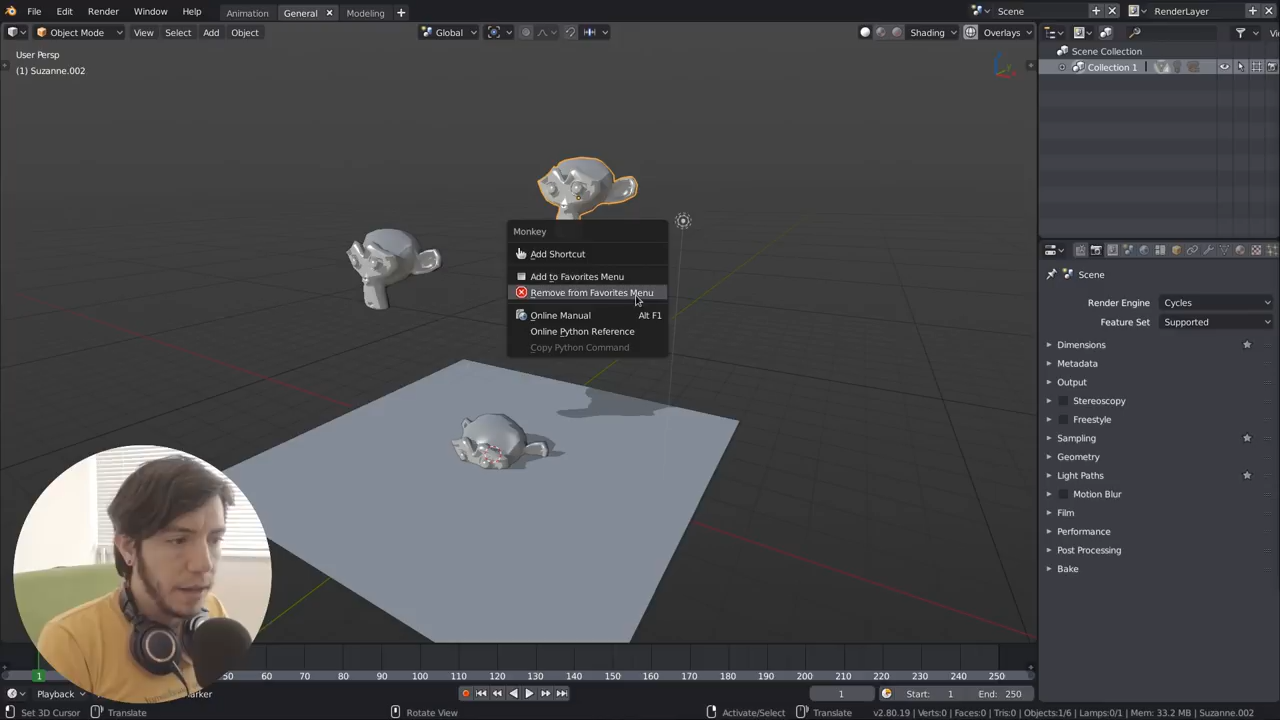 File Edit Render Window Help Animation General Modeling Scene RenderLayer
Object Mode View Select Add Object Global Shading Overlays
User Persp
(1) Suzanne.002
Scene Collection
Collection 1
Monkey
Add Shortcut
Add to Favorites Menu
Remove from Favorites Menu
Online Manual Alt F1
Online Python Reference
Copy Python Command
Scene
Render Engine Cycles
Feature Set Supported
Dimensions
Metadata
Output
Stereoscopy
Freestyle
Sampling
Geometry
Light Paths
Motion Blur
Film
Performance
Post Processing
Bake
1 50 60 70 80 90 100 110 120 130 140 150 160 170 180 190 200 210 220 230 240 250
Playback 1 Start: 1 End: 250
Set 3D Cursor Translate Rotate View Activate/Select Translate v2.80.19 | Verts:0 | Faces:0 | Tris:0 | Objects:1/6 | Lamps:0/1 | Mem: 33.2 MB | Suzanne.002